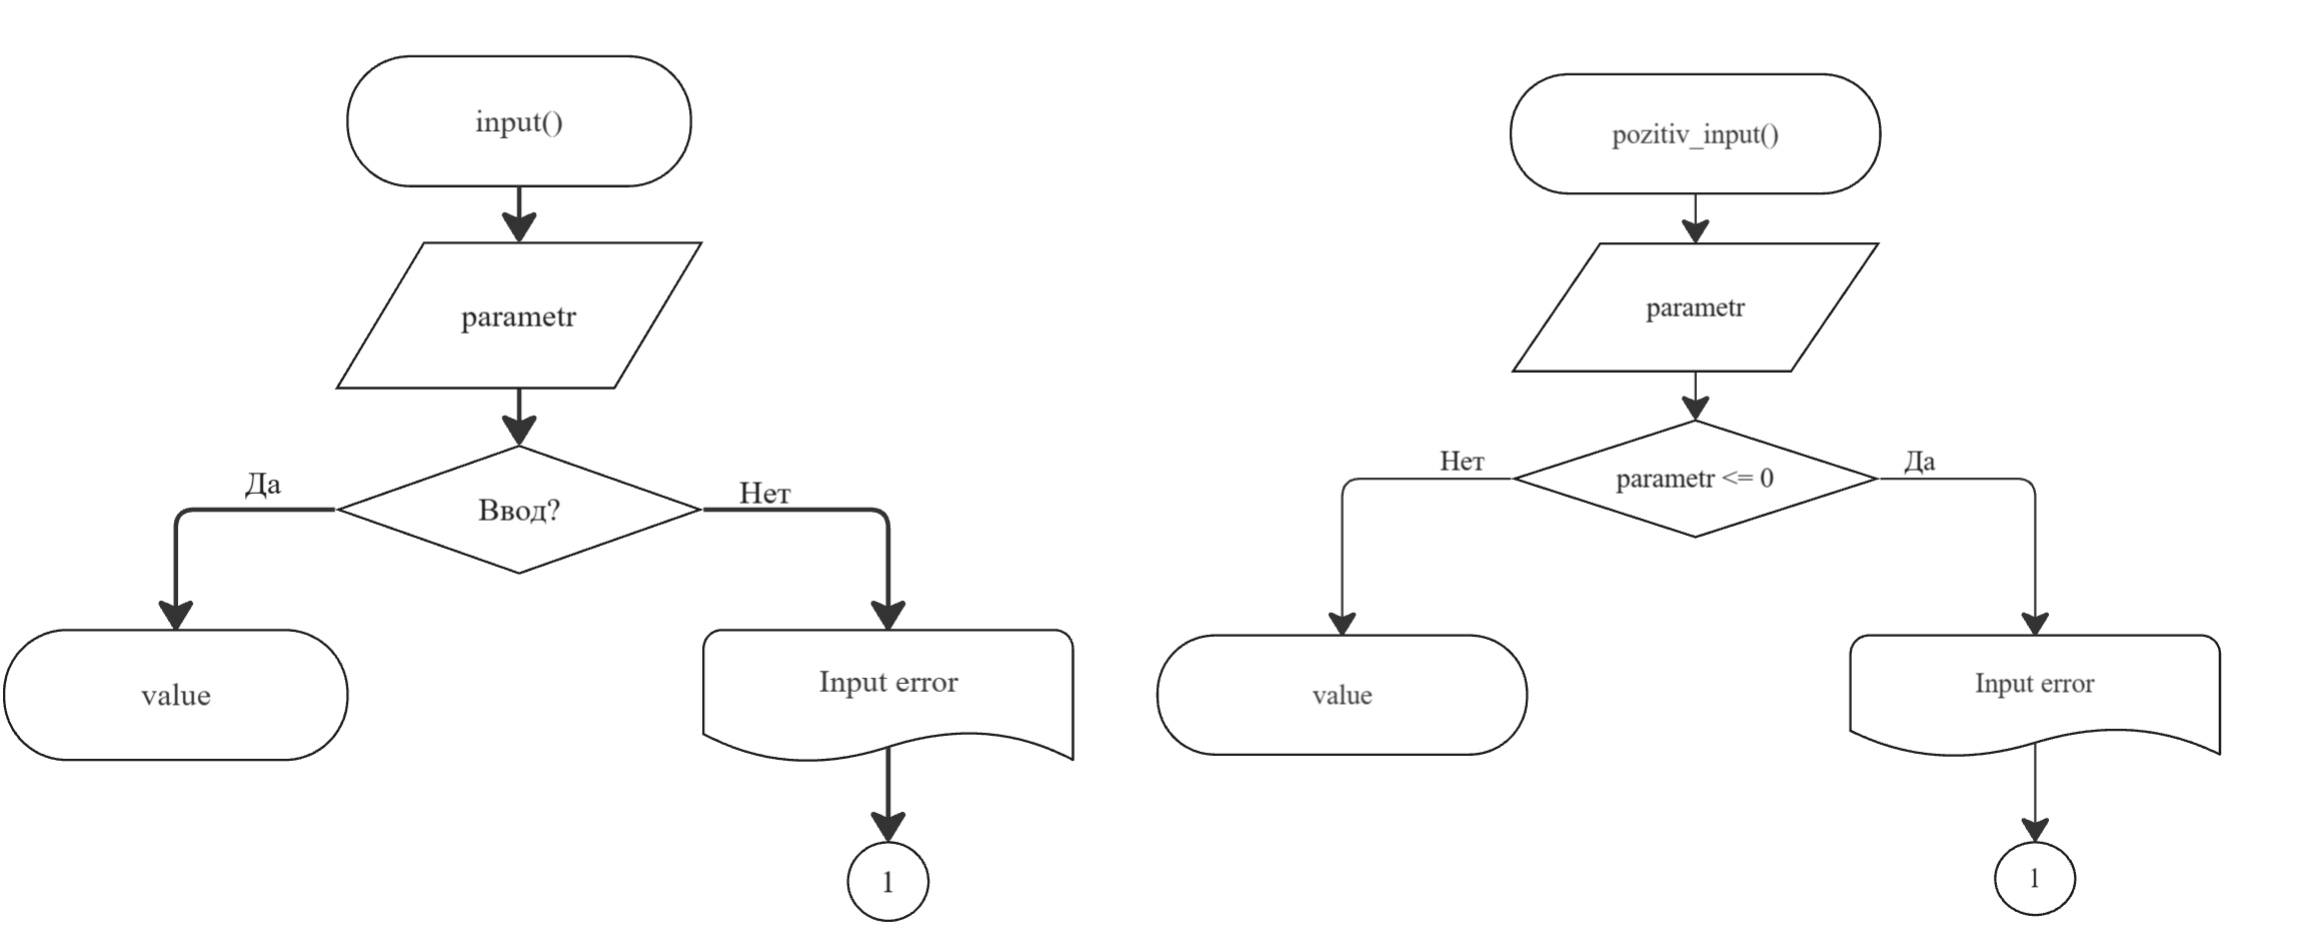 input()
parametr
Ввод?
Да
Нет
value
Input error
1
pozitiv_input()
parametr
parametr <= 0
Нет
Да
value
Input error
1